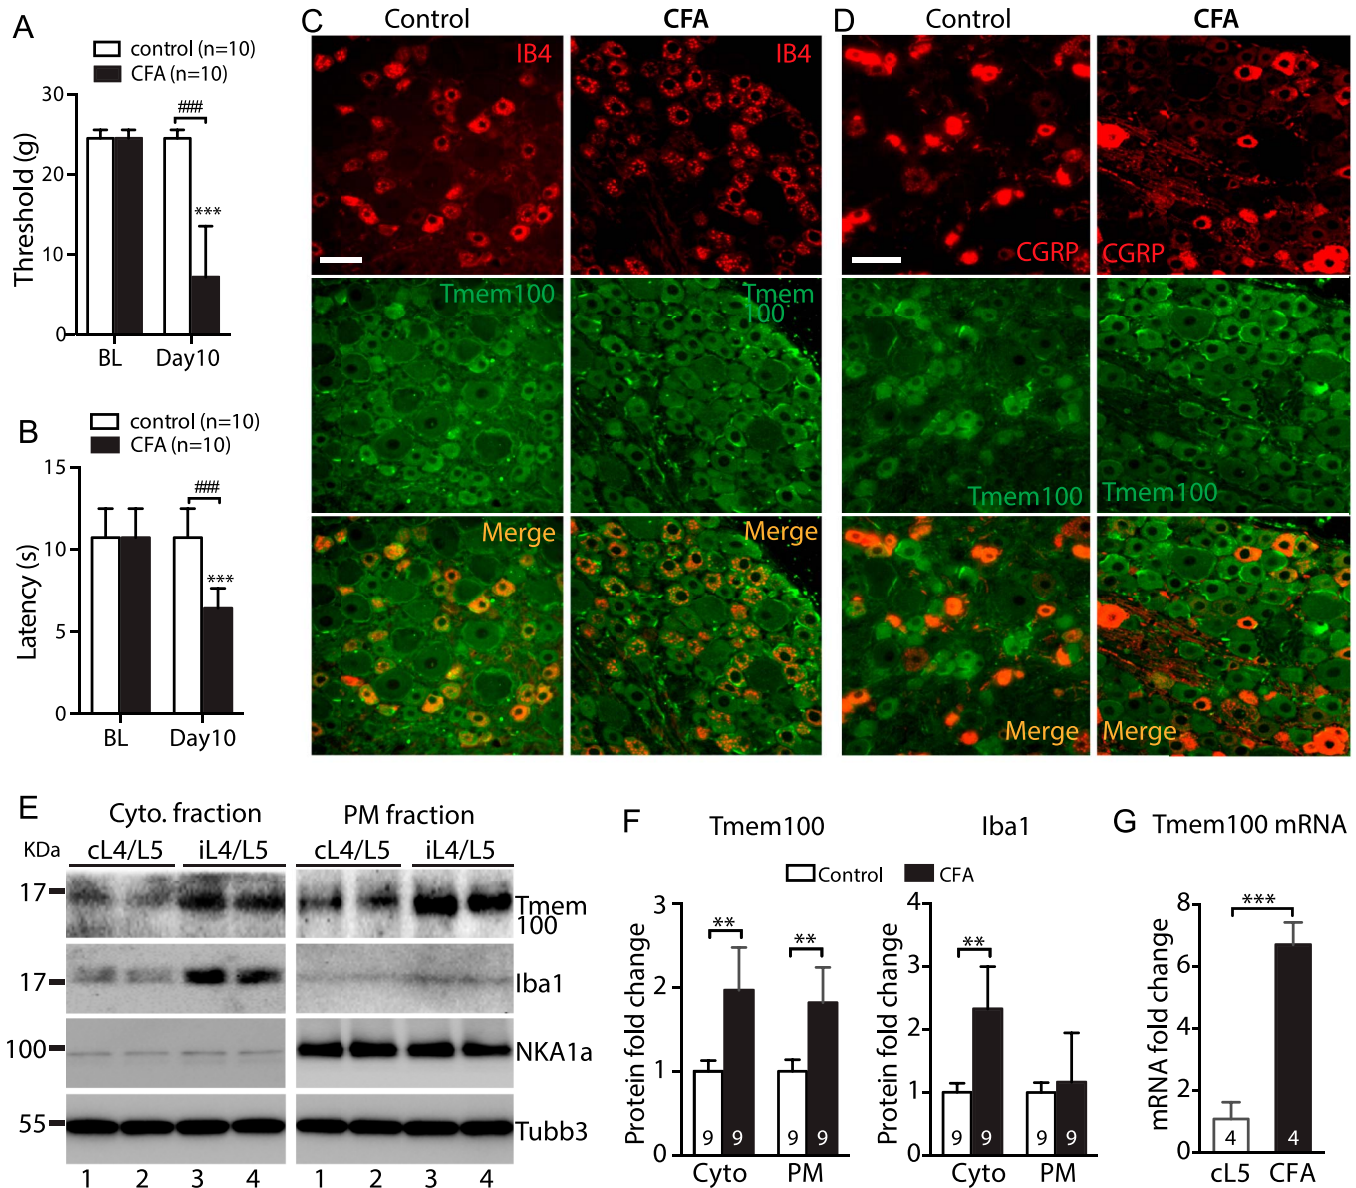 A
control (n=10)
CFA (n=10)
Threshold (g)
30
20
10
0
###
***
BL
Day10
B
control (n=10)
CFA (n=10)
Latency (s)
15
10
5
0
###
***
BL
Day10
C
Control
CFA
IB4
IB4
Tmem100
Tmem
100
Merge
Merge
D
Control
CFA
CGRP
CGRP
Tmem100
Tmem100
Merge
Merge
E
Cyto. fraction
PM fraction
KDa
cL4/L5
iL4/L5
cL4/L5
iL4/L5
17
Tmem
100
17
Iba1
100
NKA1a
55
Tubb3
1 2 3 4
1 2 3 4
F
Tmem100
Iba1
Control
CFA
Protein fold change
3
2
1
0
**
**
9 9 9 9
Cyto
PM
Protein fold change
4
3
2
1
0
**
9 9 9 9
Cyto
PM
G
Tmem100 mRNA
mRNA fold change
8
6
4
2
0
***
4 4
cL5
CFA